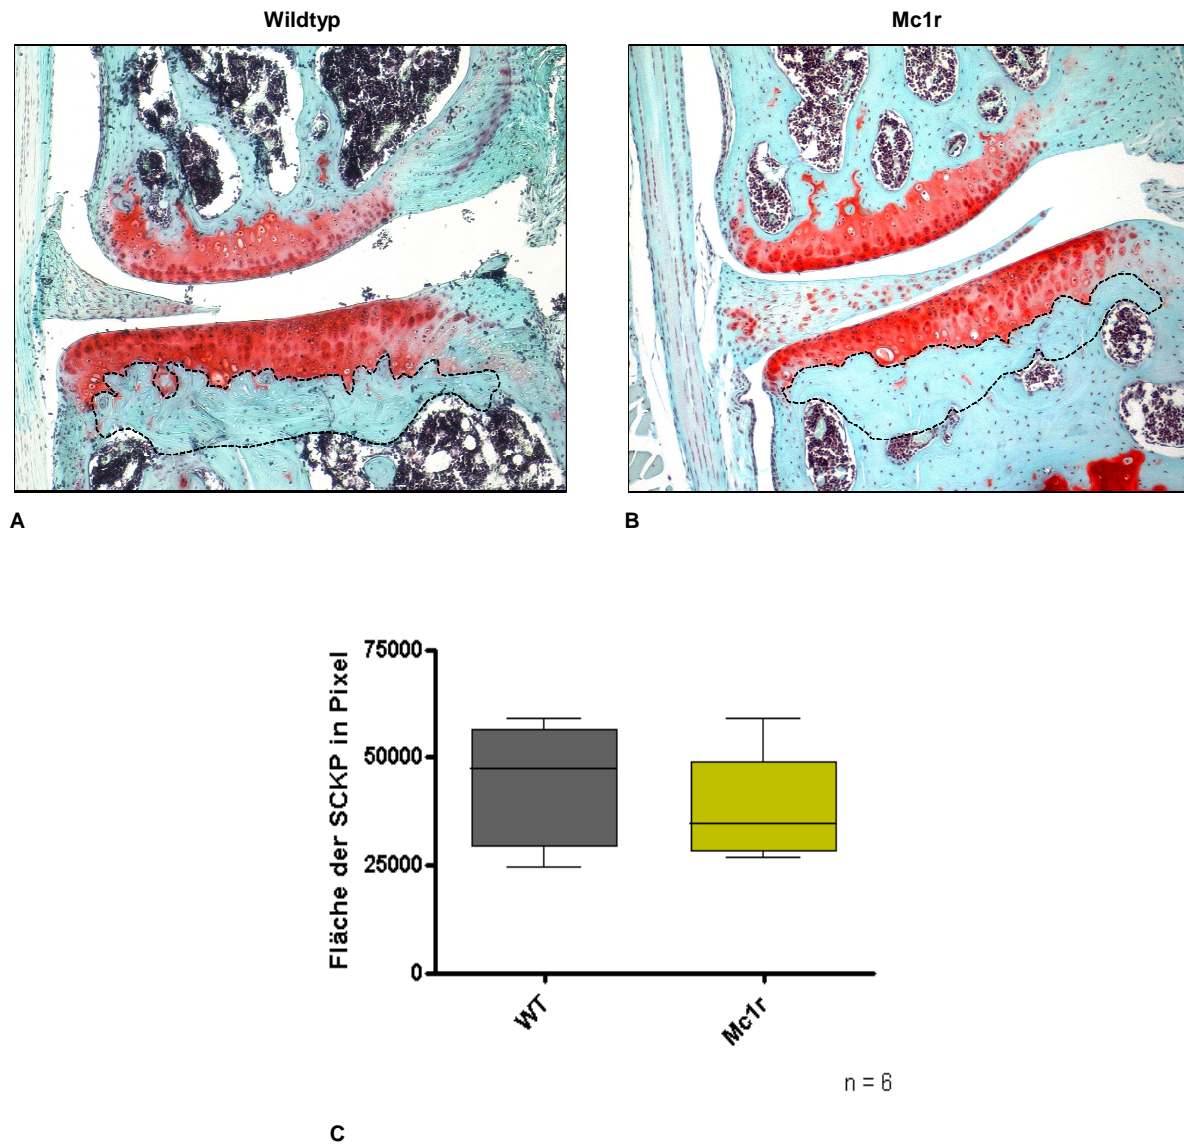 Wildtyp
Mc1r
A
B
Fläche der SCKP in Pixel
75000
50000
25000
0
WT
Mc1r
n = 6
C